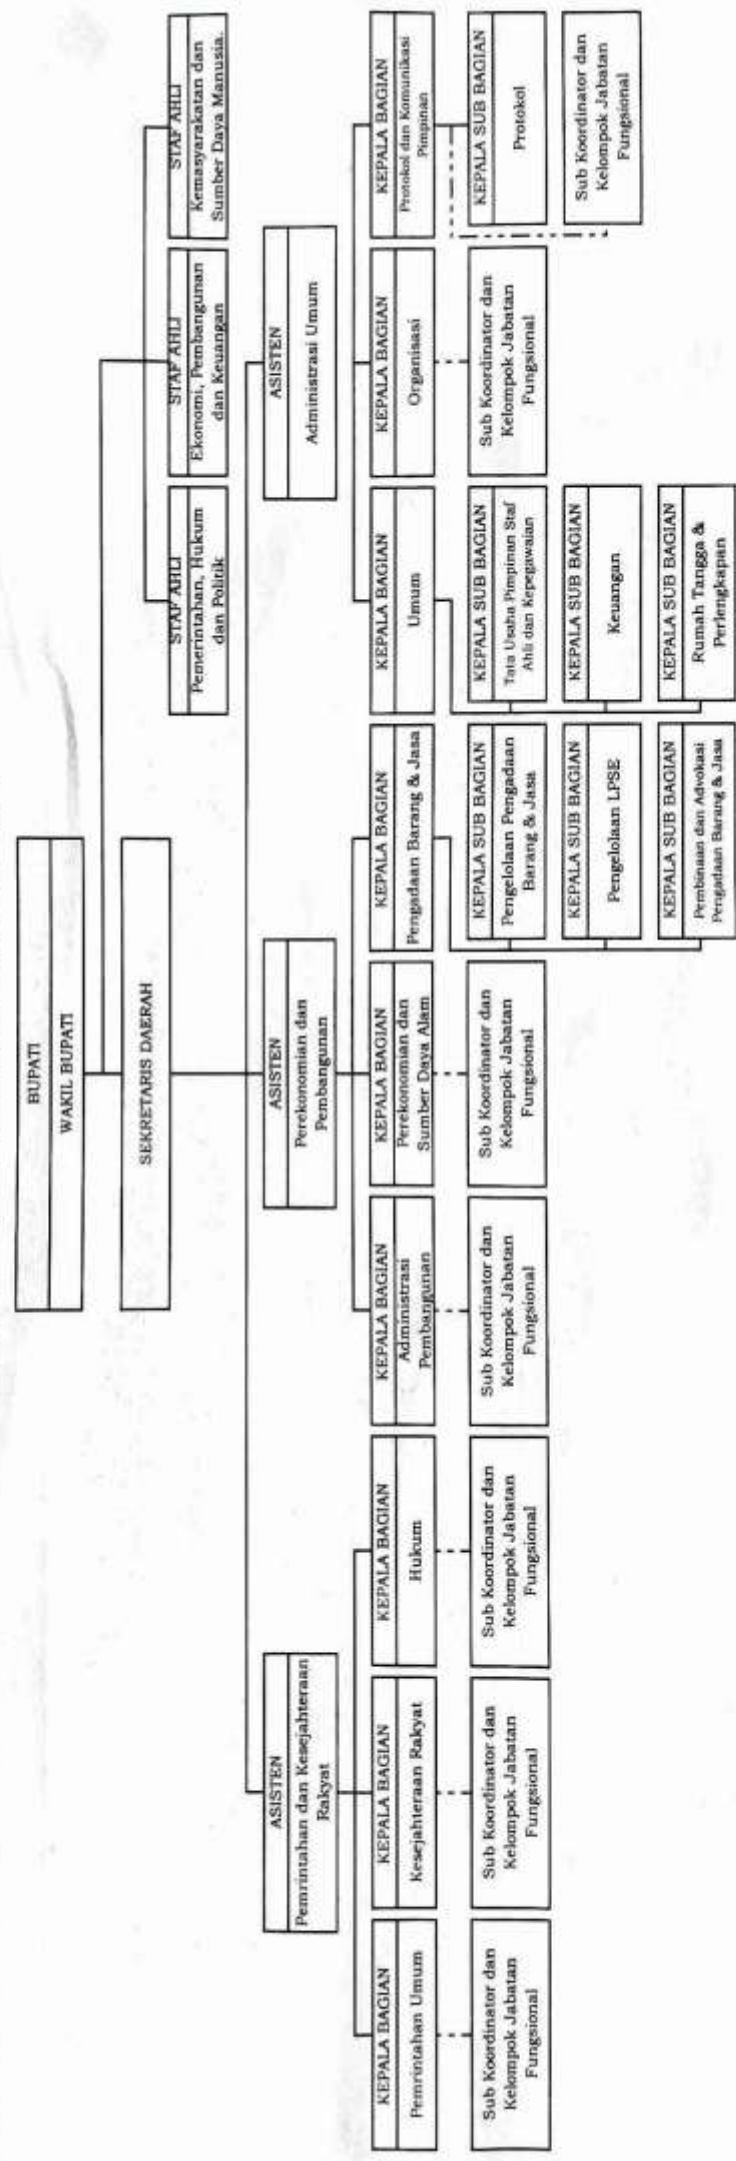 BUPATI
WAKIL BUPATI
SEKRETARIS DAERAH
STAF AHLI
Pemerintahan, Hukum
dan Politik
STAF AHLI
Ekonomi, Pembangunan
dan Keuangan
STAF AHLI
Kemasyarakatan dan
Sumber Daya Manusia.
ASISTEN
Pemrintahan dan Kesejahteraan
Rakyat
ASISTEN
Perekonomian dan
Pembangunan
ASISTEN
Administrasi Umum
KEPALA BAGIAN
Pemrintahan Umum
KEPALA BAGIAN
Kesejahteraan Rakyat
KEPALA BAGIAN
Hukum
KEPALA BAGIAN
Administrasi
Pembangunan
KEPALA BAGIAN
Perekonomian dan
Sumber Daya Alam
KEPALA BAGIAN
Pengadaan Barang & Jasa
KEPALA BAGIAN
Umum
KEPALA BAGIAN
Organisasi
KEPALA BAGIAN
Protokol dan Komunikasi
Pimpinan
Sub Koordinator dan
Kelompok Jabatan
Fungsional
Sub Koordinator dan
Kelompok Jabatan
Fungsional
Sub Koordinator dan
Kelompok Jabatan
Fungsional
Sub Koordinator dan
Kelompok Jabatan
Fungsional
Sub Koordinator dan
Kelompok Jabatan
Fungsional
KEPALA SUB BAGIAN
Pengelolaan Pengadaan
Barang & Jasa
KEPALA SUB BAGIAN
Tata Usaha Pimpinan Staf
Ahli dan Kepegawaian
Sub Koordinator dan
Kelompok Jabatan
Fungsional
KEPALA SUB BAGIAN
Protokol
KEPALA SUB BAGIAN
Pengelolaan LPSE
KEPALA SUB BAGIAN
Keuangan
Sub Koordinator dan
Kelompok Jabatan
Fungsional
KEPALA SUB BAGIAN
Pembinaan dan Advokasi
Pengadaan Barang & Jasa
KEPALA SUB BAGIAN
Rumah Tangga &
Perlengkapan